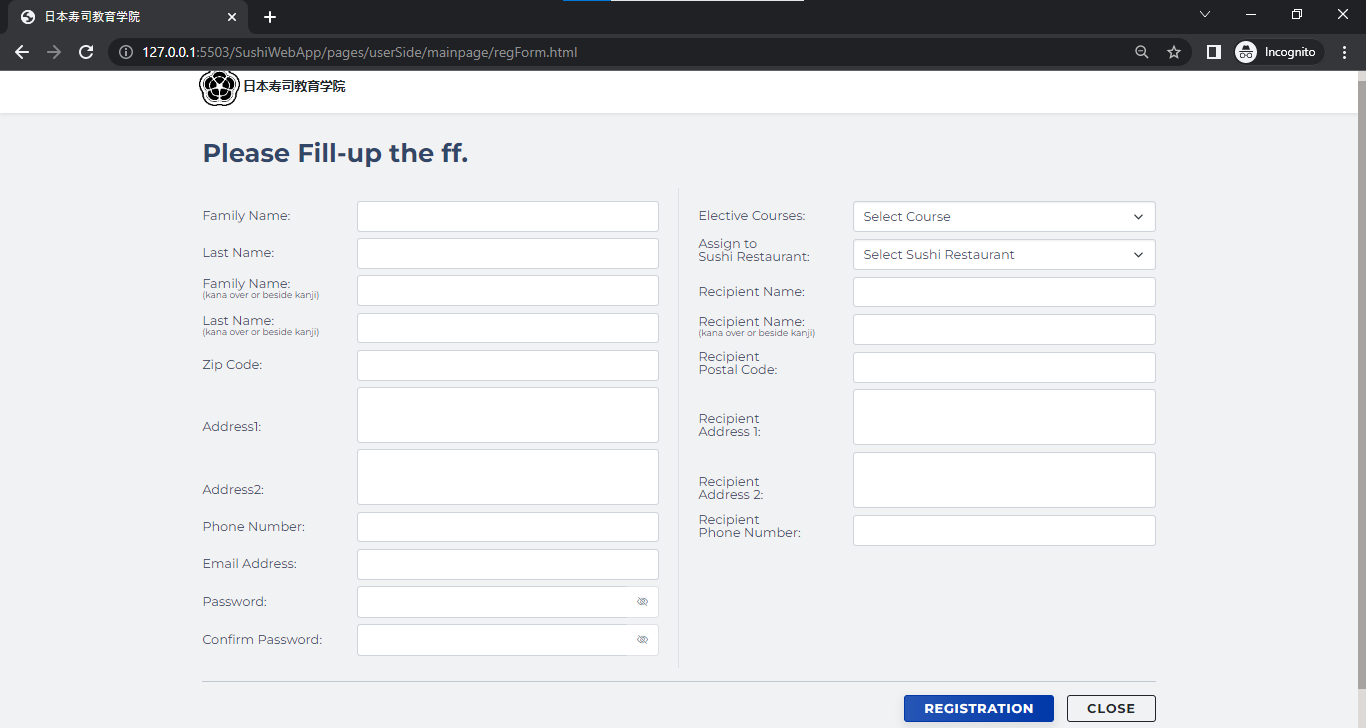 日本寿司教育学院
127.0.0.1:5503/SushiWebApp/pages/userSide/mainpage/regForm.html
Incognito
日本寿司教育学院
Please Fill-up the ff.
Family Name:
Last Name:
Family Name:
(kana over or beside kanji)
Last Name:
(kana over or beside kanji)
Zip Code:
Address1:
Address2:
Phone Number:
Email Address:
Password:
Confirm Password:
Elective Courses:
Select Course
Assign to
Sushi Restaurant:
Select Sushi Restaurant
Recipient Name:
Recipient Name:
(kana over or beside kanji)
Recipient
Postal Code:
Recipient
Address 1:
Recipient
Address 2:
Recipient
Phone Number:
REGISTRATION
CLOSE